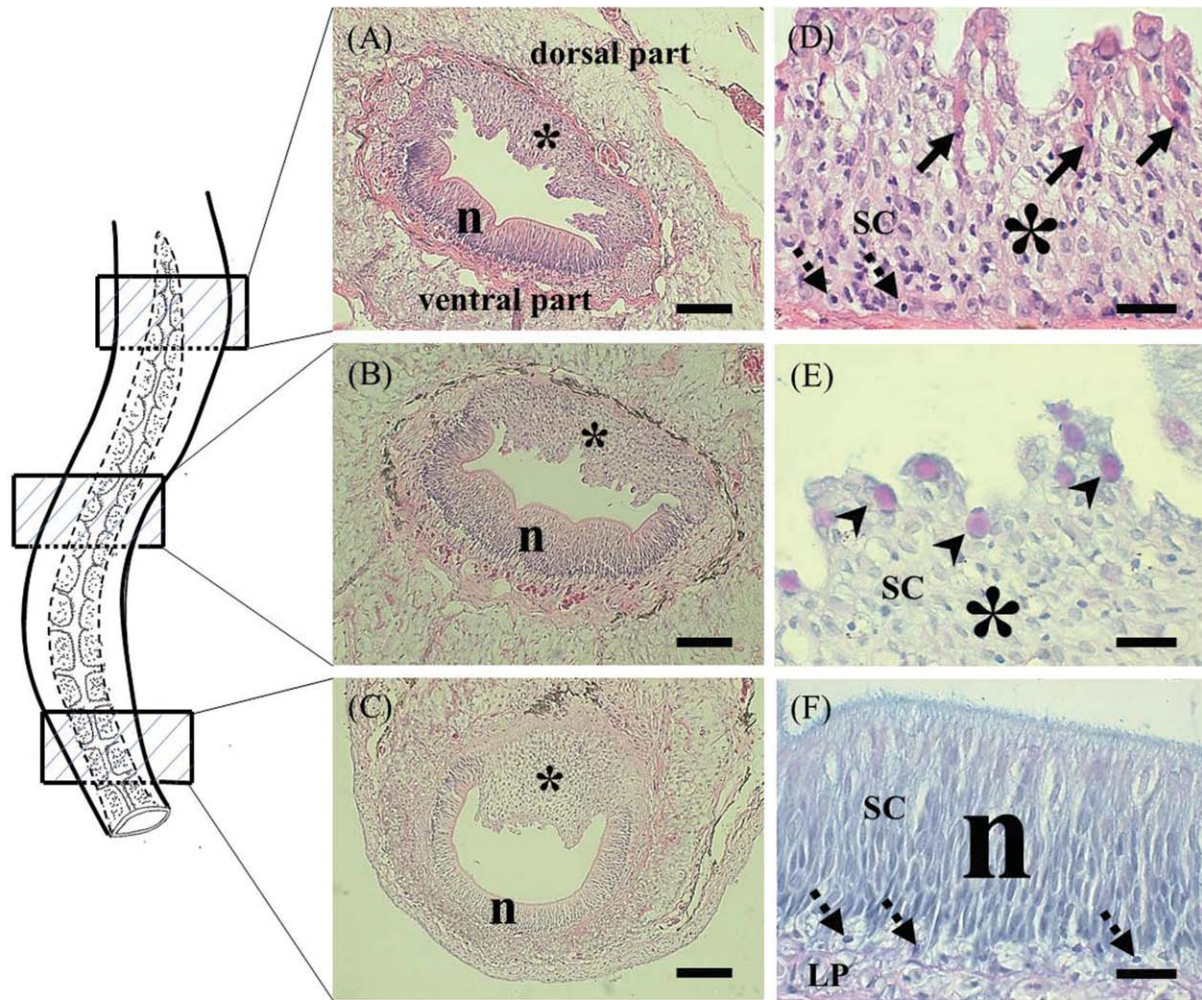 (A)
dorsal part
*
n
ventral part
(B)
*
n
(C)
*
n
(D)
SC
*
(E)
SC
*
(F)
SC
n
LP